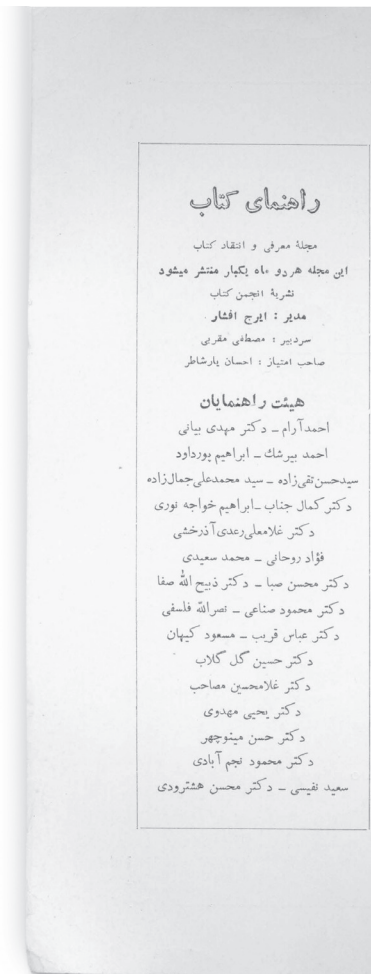 راهنمای کتاب
مجلهٔ معرفی و انتقاد کتاب
این مجله هر دو ماه یکبار منتشر میشود
نشریهٔ انجمن کتاب
مدیر : ایرج افشار
سردبیر : مصطفی مقربی
صاحب امتیاز : احسان یارشاطر
هیئت راهنمایان
احمد آرام ـ دکتر مهدی بیانی
احمد بیرشک ـ ابراهیم پورداود
سیدحسن تقی‌زاده ـ سید محمدعلی جمال‌زاده
دکتر کمال جناب ـ ابراهیم خواجه نوری
دکتر غلامعلی رعدی آذرخشی
فؤاد روحانی ـ محمد سعیدی
دکتر محسن صبا ـ دکتر ذبیح الله صفا
دکتر محمود صناعی ـ نصرالله فلسفی
دکتر عباس قریب ـ مسعود کیهان
دکتر حسین گل گلاب
دکتر غلامحسین مصاحب
دکتر یحیی مهدوی
دکتر حسن مینوچهر
دکتر محمود نجم آبادی
سعید نفیسی ـ دکتر محسن هشترودی